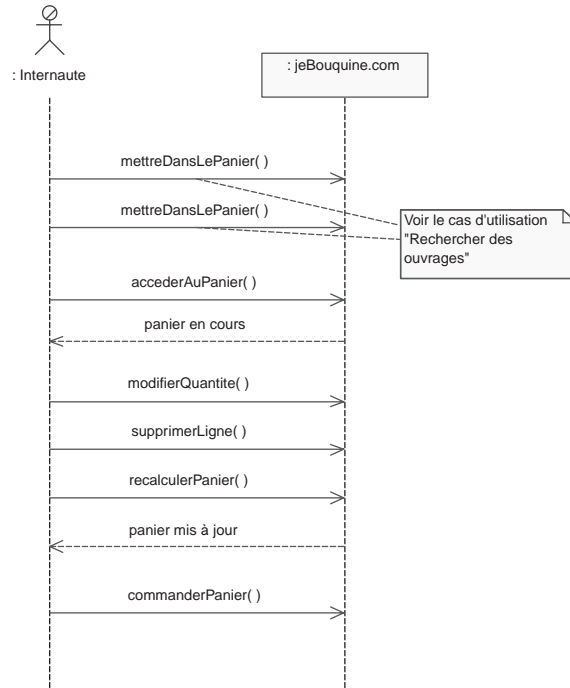 : Internaute
: jeBouquine.com
mettreDansLePanier( )
mettreDansLePanier( )
Voir le cas d'utilisation
"Rechercher des
ouvrages"
accederAuPanier( )
panier en cours
modifierQuantite( )
supprimerLigne( )
recalculerPanier( )
panier mis à jour
commanderPanier( )